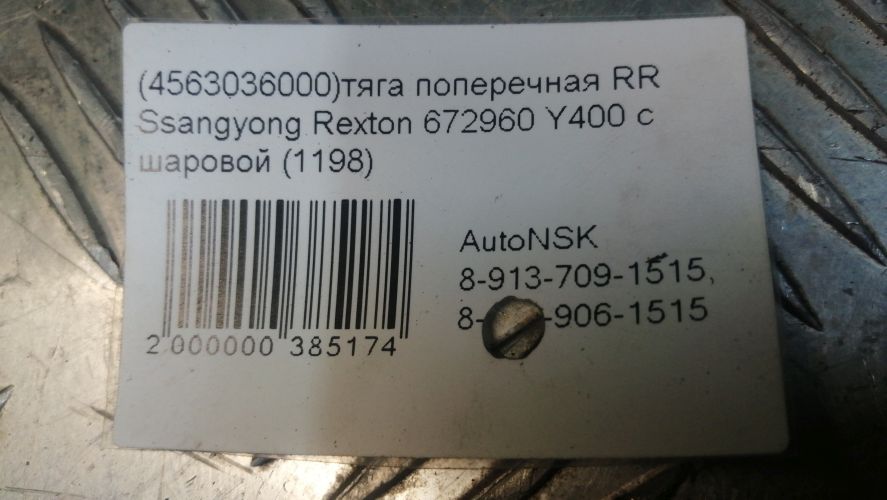 (4563036000)тяга поперечная RR
Ssangyong Rexton 672960 Y400 с
шаровой (1198)
AutoNSK
8-913-709-1515,
8-    -906-1515
2 000000 385174